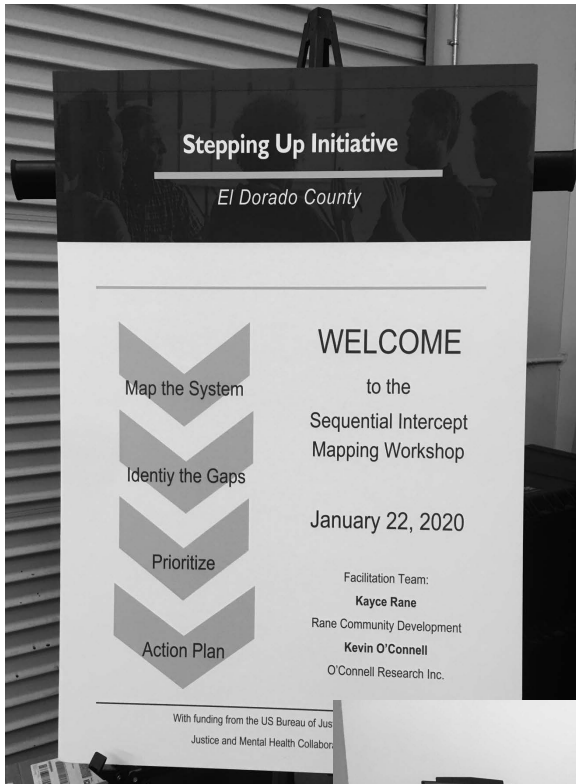 Stepping Up Initiative
El Dorado County
Map the System
Identiy the Gaps
Prioritize
Action Plan
WELCOME
to the
Sequential Intercept
Mapping Workshop
January 22, 2020
Facilitation Team:
Kayce Rane
Rane Community Development
Kevin O'Connell
O'Connell Research Inc.
With funding from the US Bureau of
Justice and Mental Health